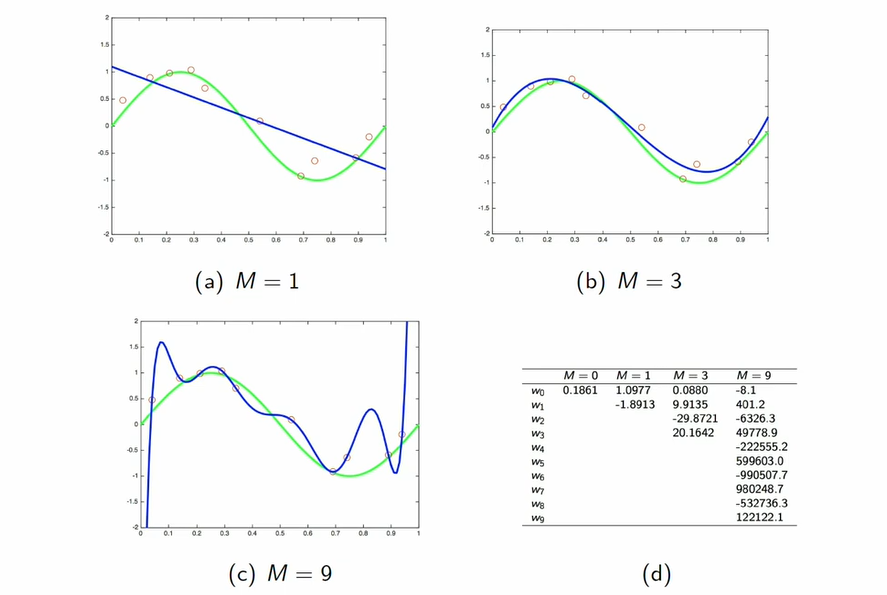 2
1.5
1
0.5
0
-0.5
-1
-1.5
-2
0 0.1 0.2 0.3 0.4 0.5 0.6 0.7 0.8 0.9 1
(a) M = 1
2
1.5
1
0.5
0
-0.5
-1
-1.5
-2
0 0.1 0.2 0.3 0.4 0.5 0.6 0.7 0.8 0.9 1
(b) M = 3
2
1.5
1
0.5
0
-0.5
-1
-1.5
-2
0 0.1 0.2 0.3 0.4 0.5 0.6 0.7 0.8 0.9 1
(c) M = 9
M = 0 M = 1 M = 3 M = 9
w₀ 0.1861 1.0977 0.0880 -8.1
w₁ -1.8913 9.9135 401.2
w₂ -29.8721 -6326.3
w₃ 20.1642 49778.9
w₄ -222555.2
w₅ 599603.0
w₆ -990507.7
w₇ 980248.7
w₈ -532736.3
w₉ 122122.1
(d)